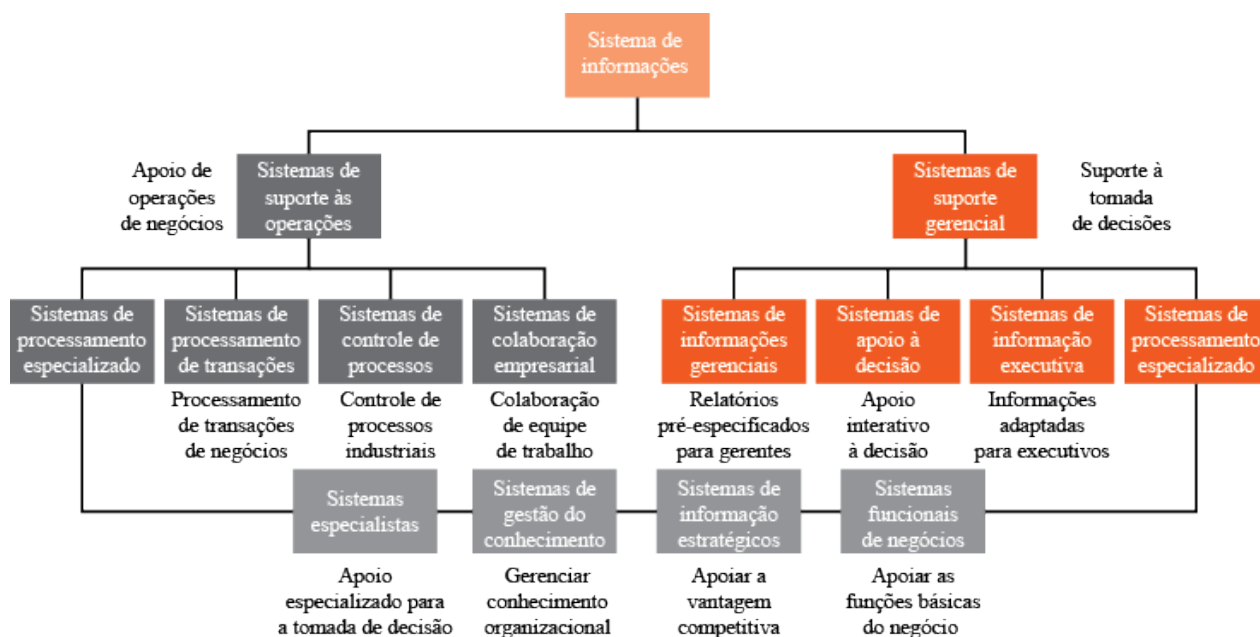 Sistema de
informações
Apoio de
operações
de negócios
Sistemas de
suporte às
operações
Sistemas de
suporte
gerencial
Suporte à
tomada
de decisões
Sistemas de
processamento
especializado
Sistemas de
processamento
de transações
Sistemas de
controle de
processos
Sistemas de
colaboração
empresarial
Sistemas de
informações
gerenciais
Sistemas de
apoio à
decisão
Sistemas de
informação
executiva
Sistemas de
processamento
especializado
Processamento
de transações
de negócios
Controle de
processos
industriais
Colaboração
de equipe
de trabalho
Relatórios
pré-especificados
para gerentes
Apoio
interativo
à decisão
Informações
adaptadas
para executivos
Sistemas
especialistas
Sistemas de
gestão do
conhecimento
Sistemas de
informação
estratégicos
Sistemas
funcionais
de negócios
Apoio
especializado para
a tomada de decisão
Gerenciar
conhecimento
organizacional
Apoiar a
vantagem
competitiva
Apoiar as
funções básicas
do negócio